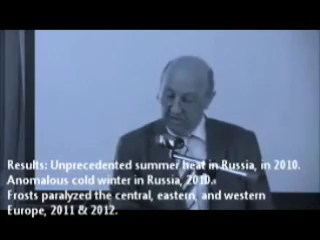 Results: Unprecedented summer heat in Russia, in 2010.
Anomalous cold winter in Russia, 2010.
Frosts paralyzed the central, eastern, and western
Europe, 2011 & 2012.